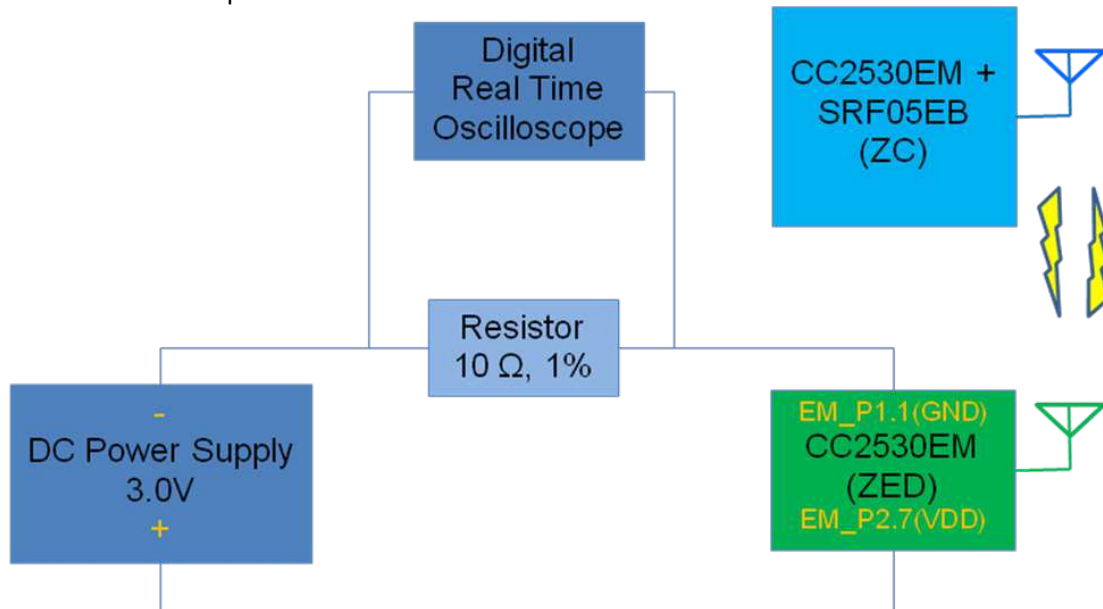 Digital
Real Time
Oscilloscope
CC2530EM +
SRF05EB
(ZC)
Resistor
10 Ω, 1%
-
DC Power Supply
3.0V
+
EM_P1.1(GND)
CC2530EM
(ZED)
EM_P2.7(VDD)